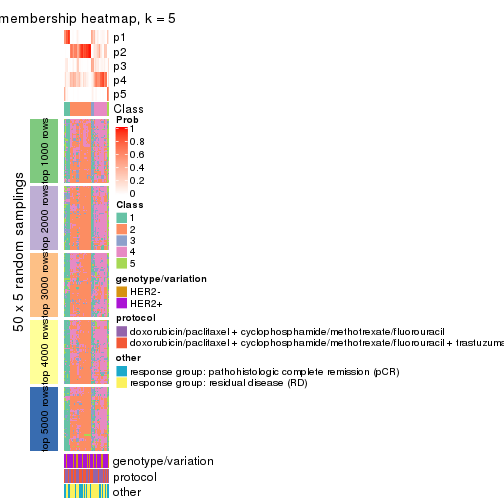 membership heatmap, k = 5
p1
p2
p3
p4
p5
Class
Prob
1
0.8
0.6
0.4
0.2
0
Class
1
2
3
4
5
genotype/variation
HER2-
HER2+
protocol
doxorubicin/paclitaxel + cyclophosphamide/methotrexate/fluorouracil
doxorubicin/paclitaxel + cyclophosphamide/methotrexate/fluorouracil + trastuzuma
other
response group: pathohistologic complete remission (pCR)
response group: residual disease (RD)
50 x 5 random samplings
top 1000 rows
top 2000 rows
top 3000 rows
top 4000 rows
top 5000 rows
genotype/variation
protocol
other